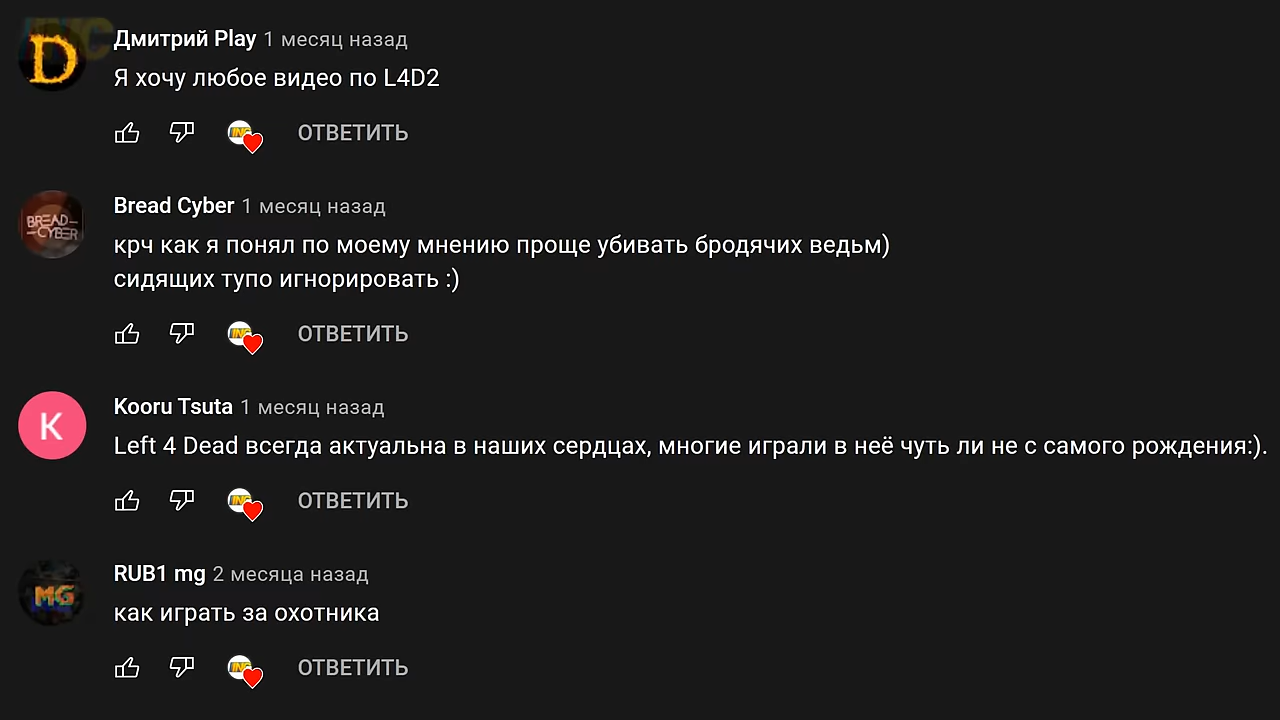 Дмитрий Play 1 месяц назад
Я хочу любое видео по L4D2
ОТВЕТИТЬ
BREAD-
-CYBER
Bread Cyber 1 месяц назад
крч как я понял по моему мнению проще убивать бродячих ведьм)
сидящих тупо игнорировать :)
ОТВЕТИТЬ
K
Kooru Tsuta 1 месяц назад
Left 4 Dead всегда актуальна в наших сердцах, многие играли в неё чуть ли не с самого рождения:).
ОТВЕТИТЬ
MG
RUB1 mg 2 месяца назад
как играть за охотника
ОТВЕТИТЬ